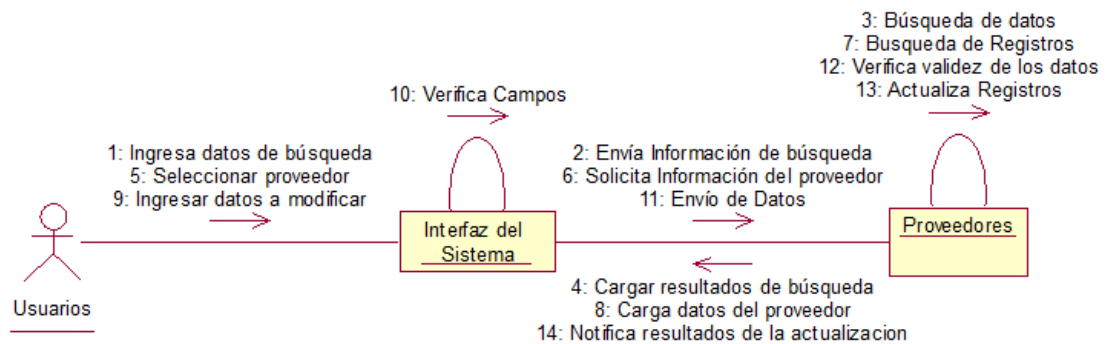 3: Búsqueda de datos
7: Busqueda de Registros
12: Verifica validez de los datos
13: Actualiza Registros
10: Verifica Campos
1: Ingresa datos de búsqueda
5: Seleccionar proveedor
9: Ingresar datos a modificar
2: Envía Información de búsqueda
6: Solicita Información del proveedor
11: Envío de Datos
Interfaz del
Sistema
Proveedores
Usuarios
4: Cargar resultados de búsqueda
8: Carga datos del proveedor
14: Notifica resultados de la actualizacion